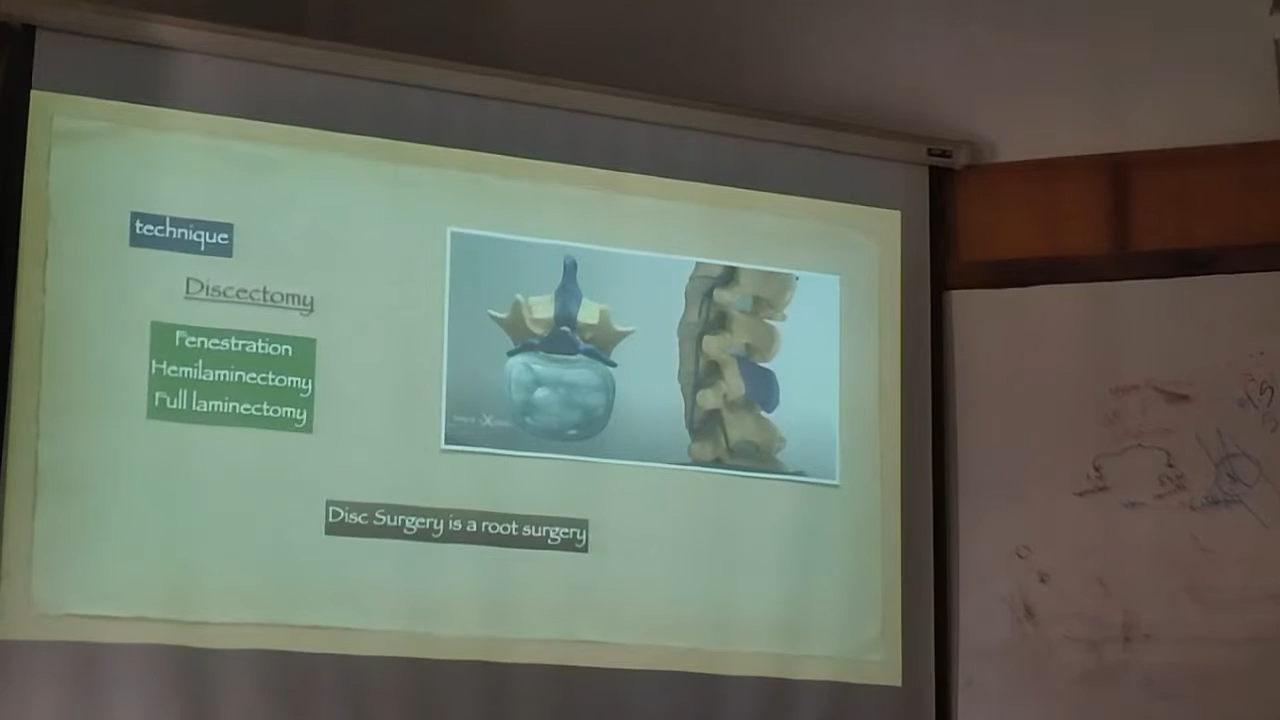 technique
Discectomy
Fenestration
Hemilaminectomy
Full laminectomy
Disc Surgery is a root surgery